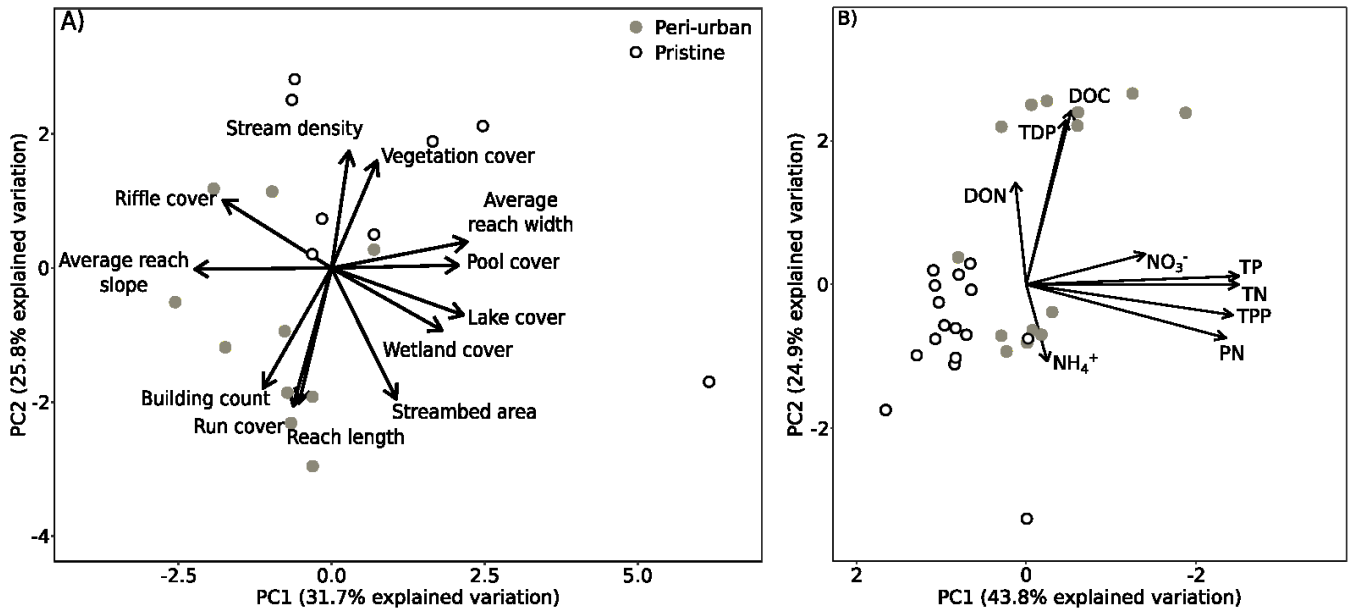 A)
Peri-urban
Pristine
Stream density
Vegetation cover
Riffle cover
Average
reach width
Average reach
slope
Pool cover
Lake cover
Wetland cover
Building count
Run cover
Reach length
Streambed area
2
0
-2
-4
-2.5
0.0
2.5
5.0
PC1 (31.7% explained variation)
PC2 (25.8% explained variation)
B)
DOC
TDP
DON
NO₃⁻
TP
TN
TPP
PN
NH₄⁺
2
0
-2
2
0
-2
PC1 (43.8% explained variation)
PC2 (24.9% explained variation)